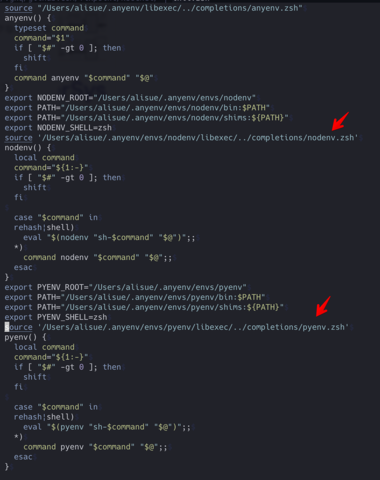 source "/Users/alisue/.anyenv/libexec/../completions/anyenv.zsh"
anyenv() {
  typeset command
  command="$1"
  if [ "$#" -gt 0 ]; then
    shift
  fi
  command anyenv "$command" "$@"
}
export NODENV_ROOT="/Users/alisue/.anyenv/envs/nodenv"
export PATH="/Users/alisue/.anyenv/envs/nodenv/bin:$PATH"
export PATH="/Users/alisue/.anyenv/envs/nodenv/shims:${PATH}"
export NODENV_SHELL=zsh
source '/Users/alisue/.anyenv/envs/nodenv/libexec/../completions/nodenv.zsh'
nodenv() {
  local command
  command="${1:-}"
  if [ "$#" -gt 0 ]; then
    shift
  fi
  case "$command" in
  rehash|shell)
    eval "$(nodenv "sh-$command" "$@")";;
  *)
    command nodenv "$command" "$@";;
  esac
}
export PYENV_ROOT="/Users/alisue/.anyenv/envs/pyenv"
export PATH="/Users/alisue/.anyenv/envs/pyenv/bin:$PATH"
export PATH="/Users/alisue/.anyenv/envs/pyenv/shims:${PATH}"
export PYENV_SHELL=zsh
source '/Users/alisue/.anyenv/envs/pyenv/libexec/../completions/pyenv.zsh'
pyenv() {
  local command
  command="${1:-}"
  if [ "$#" -gt 0 ]; then
    shift
  fi
  case "$command" in
  rehash|shell)
    eval "$(pyenv "sh-$command" "$@")";;
  *)
    command pyenv "$command" "$@";;
  esac
}